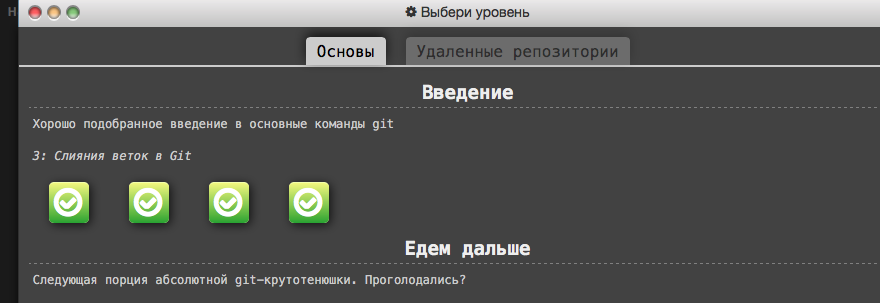 Н
Выбери уровень
Основы
Удаленные репозитории
Введение
Хорошо подобранное введение в основные команды git
3: Слияния веток в Git
Едем дальше
Следующая порция абсолютной git-крутотенюшки. Проголодались?